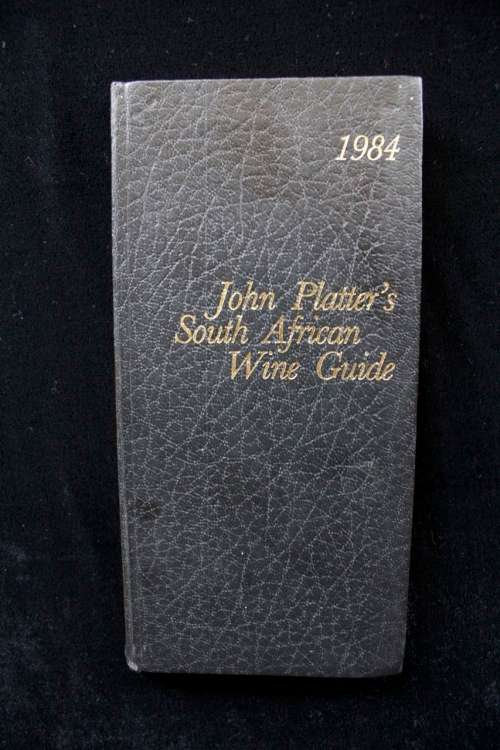 1984
John Platter's
South African
Wine Guide